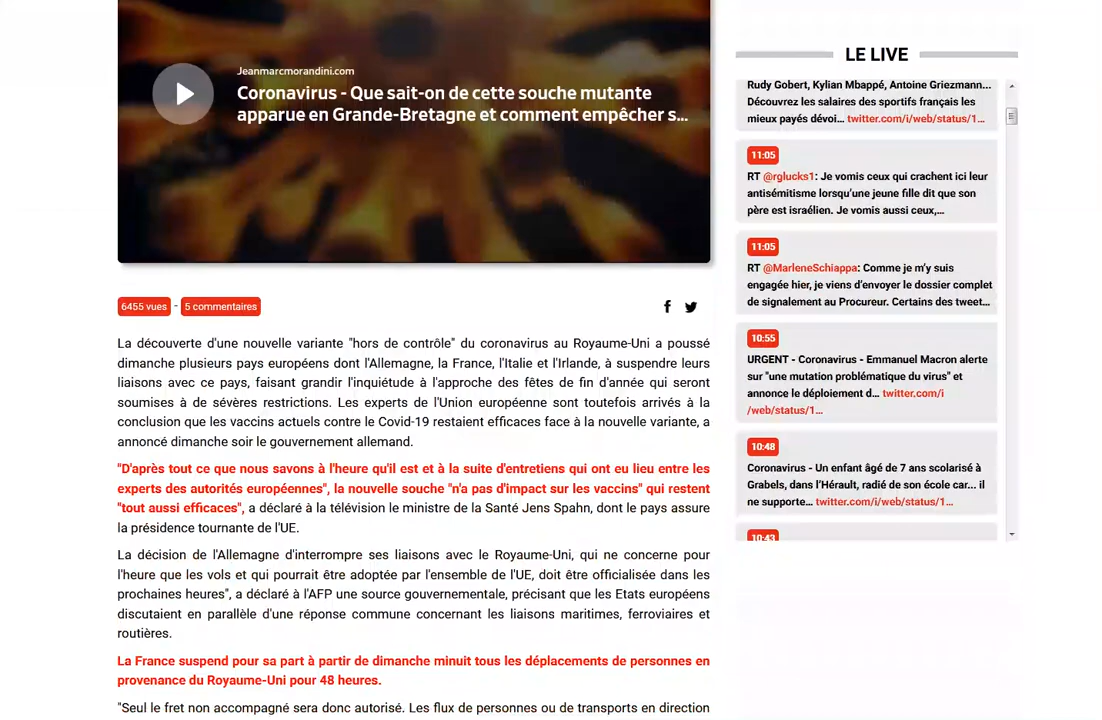 Jeanmarcmorandini.com
Coronavirus - Que sait-on de cette souche mutante
apparue en Grande-Bretagne et comment empêcher s...
6455 vues - 5 commentaires
La découverte d'une nouvelle variante "hors de contrôle" du coronavirus au Royaume-Uni a poussé
dimanche plusieurs pays européens dont l'Allemagne, la France, l'Italie et l'Irlande, à suspendre leurs
liaisons avec ce pays, faisant grandir l'inquiétude à l'approche des fêtes de fin d'année qui seront
soumises à de sévères restrictions. Les experts de l'Union européenne sont toutefois arrivés à la
conclusion que les vaccins actuels contre le Covid-19 restaient efficaces face à la nouvelle variante, a
annoncé dimanche soir le gouvernement allemand.
"D'après tout ce que nous savons à l'heure qu'il est et à la suite d'entretiens qui ont eu lieu entre les
experts des autorités européennes", la nouvelle souche "n'a pas d'impact sur les vaccins" qui restent
"tout aussi efficaces", a déclaré à la télévision le ministre de la Santé Jens Spahn, dont le pays assure
la présidence tournante de l'UE.
La décision de l'Allemagne d'interrompre ses liaisons avec le Royaume-Uni, qui ne concerne pour
l'heure que les vols et qui pourrait être adoptée par l'ensemble de l'UE, doit être officialisée dans les
prochaines heures", a déclaré à l'AFP une source gouvernementale, précisant que les Etats européens
discutaient en parallèle d'une réponse commune concernant les liaisons maritimes, ferroviaires et
routières.
La France suspend pour sa part à partir de dimanche minuit tous les déplacements de personnes en
provenance du Royaume-Uni pour 48 heures.
"Seul le fret non accompagné sera donc autorisé. Les flux de personnes ou de transports en direction
LE LIVE
Rudy Gobert, Kylian Mbappé, Antoine Griezmann...
Découvrez les salaires des sportifs français les
mieux payés dévoi... twitter.com/i/web/status/1...
11:05
RT @rglucks1: Je vomis ceux qui crachent ici leur
antisémitisme lorsqu'une jeune fille dit que son
père est israélien. Je vomis aussi ceux,...
11:05
RT @MarleneSchiappa: Comme je m'y suis
engagée hier, je viens d'envoyer le dossier complet
de signalement au Procureur. Certains des tweet...
10:55
URGENT - Coronavirus - Emmanuel Macron alerte
sur "une mutation problématique du virus" et
annonce le déploiement d... twitter.com/i
/web/status/1...
10:48
Coronavirus - Un enfant âgé de 7 ans scolarisé à
Grabels, dans l'Hérault, radié de son école car... il
ne supporte... twitter.com/i/web/status/1...
10:43